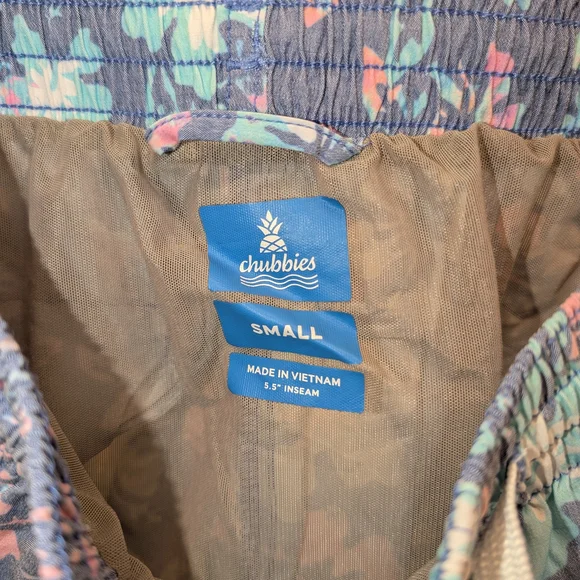 chubbies
SMALL
MADE IN VIETNAM
5.5" INSEAM